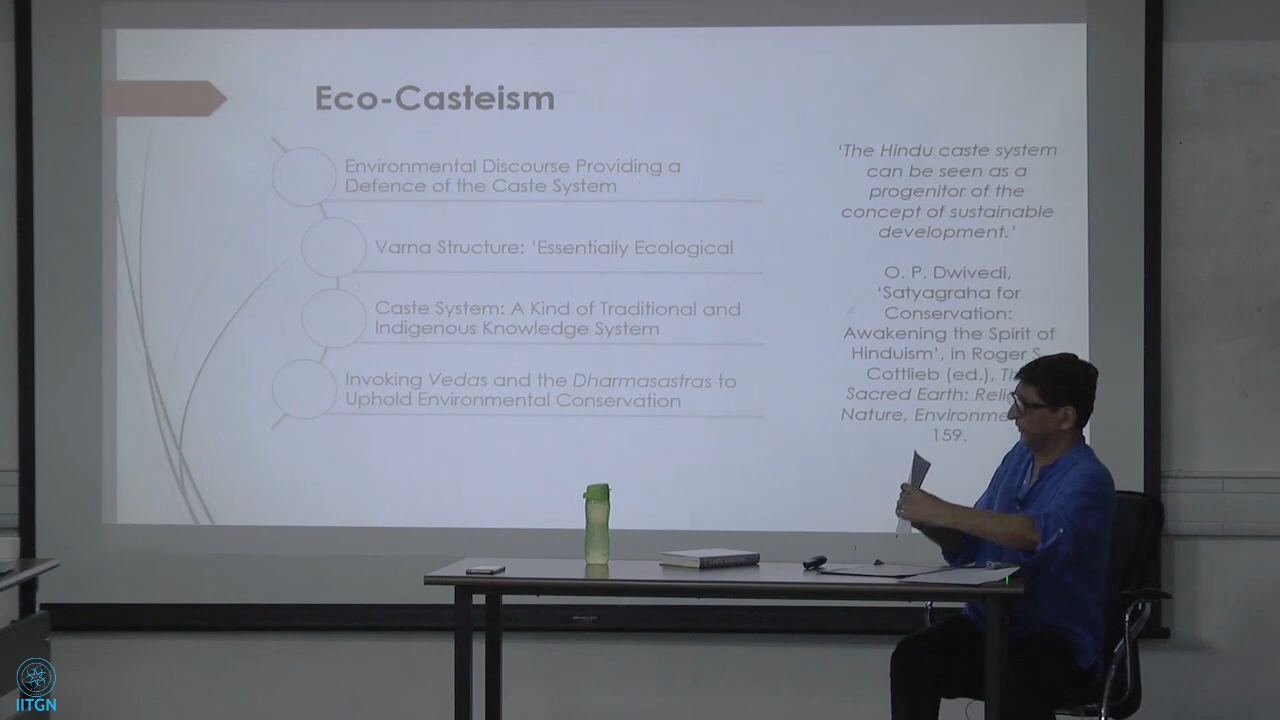 Eco-Casteism
Environmental Discourse Providing a
Defence of the Caste System
Varna Structure: ‘Essentially Ecological
Caste System: A Kind of Traditional and
Indigenous Knowledge System
Invoking Vedas and the Dharmasastras to
Uphold Environmental Conservation
‘The Hindu caste system
can be seen as a
progenitor of the
concept of sustainable
development.’
O. P. Dwivedi,
‘Satyagraha for
Conservation:
Awakening the Spirit of
Hinduism’, in Roger S.
Cottlieb (ed.),
Sacred Earth:
Nature,
159.
IITGN